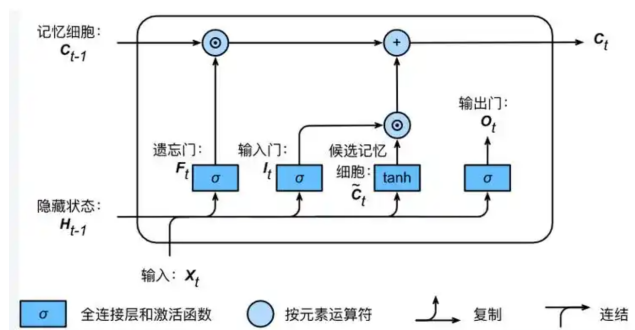 记忆细胞:
C_{t-1}
C_t
输出门:
O_t
遗忘门:
F_t
输入门:
I_t
候选记忆
细胞:
C̃_t
σ
σ
tanh
σ
隐藏状态:
H_{t-1}
输入: X_t
σ 全连接层和激活函数 按元素运算符 复制 连结